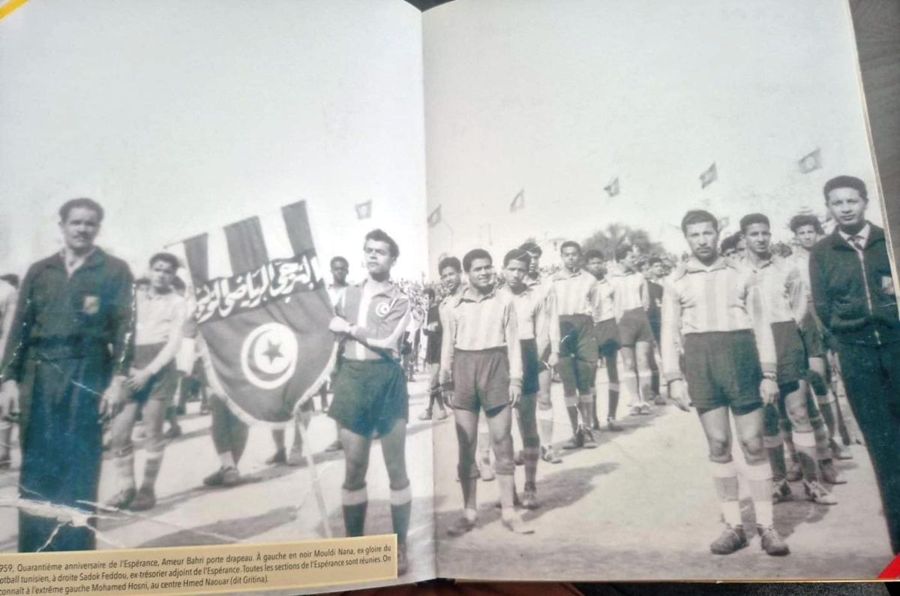 الترجي الرياضي التونسي
959. Quarantième anniversaire de l'Espérance, Ameur Bahri porte drapeau. À gauche en noir Mouldi Nana, ex gloire du
ootball tunisien, à droite Sadok Feddou, ex-trésorier adjoint de l'Espérance. Toutes les sections de l'Espérance sont réunies. On
connaît à l'extrême gauche Mohamed Hosni, au centre Hmed Naouar (dit Gritina).